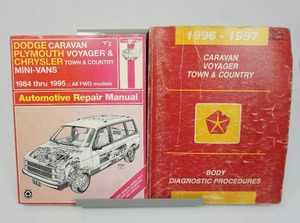 DODGE CARAVAN
PLYMOUTH VOYAGER &
CHRYSLER TOWN & COUNTRY
MINI-VANS
1984 thru 1995 All FWD models
Automotive Repair Manual
1996 - 1997
CARAVAN
VOYAGER
TOWN & COUNTRY
BODY
DIAGNOSTIC PROCEDURES